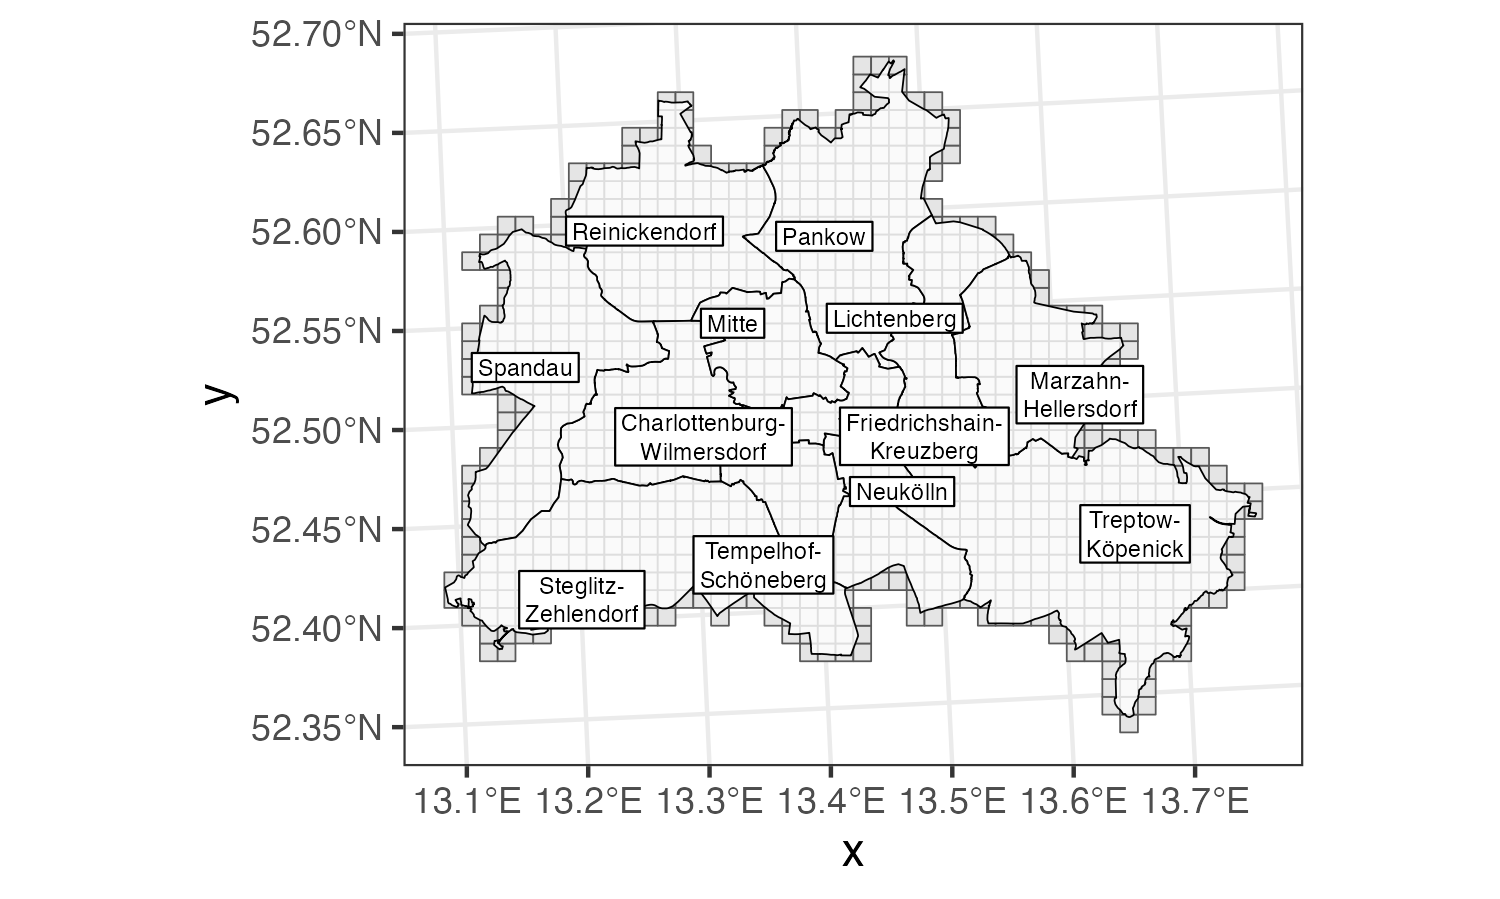 52.70°N
52.65°N
52.60°N
52.55°N
52.50°N
52.45°N
52.40°N
52.35°N
y
Reinickendorf
Pankow
Mitte
Lichtenberg
Spandau
Marzahn-
Hellersdorf
Charlottenburg-
Wilmersdorf
Friedrichshain-
Kreuzberg
Neukölln
Treptow-
Köpenick
Tempelhof-
Schöneberg
Steglitz-
Zehlendorf
13.1°E 13.2°E 13.3°E 13.4°E 13.5°E 13.6°E 13.7°E
x